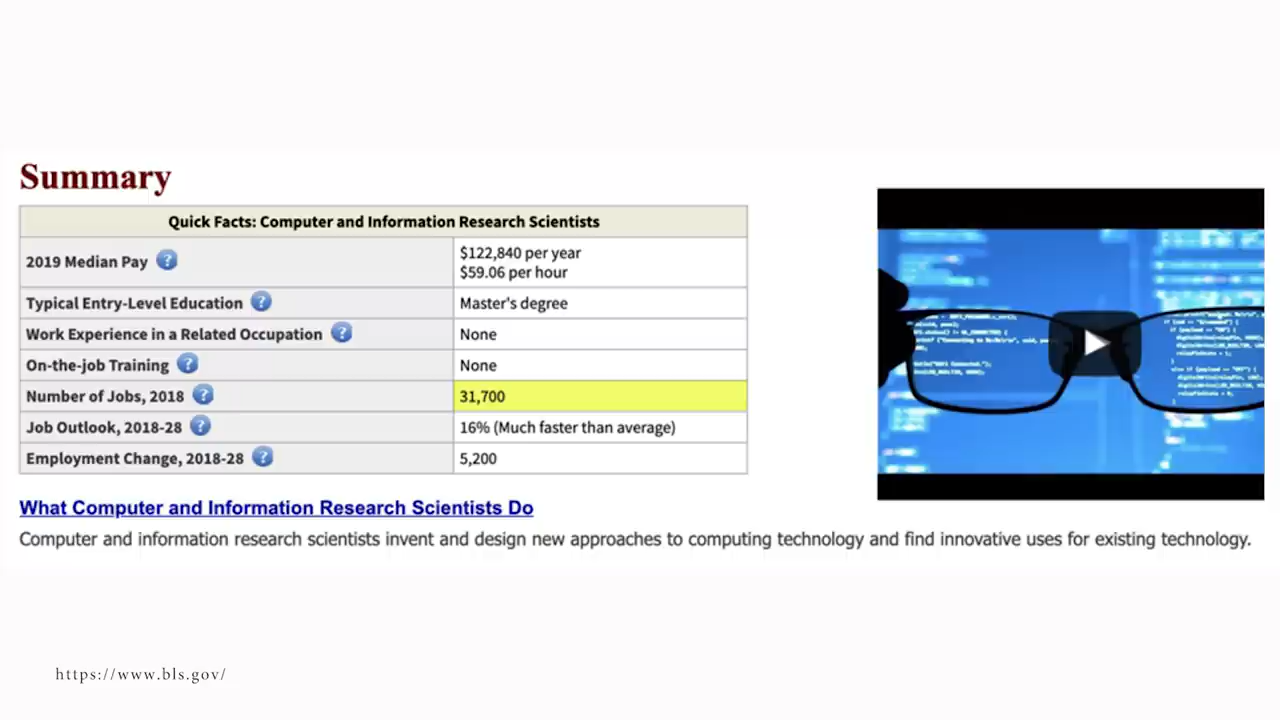 Summary
Quick Facts: Computer and Information Research Scientists
2019 Median Pay ?
$122,840 per year
$59.06 per hour
Typical Entry-Level Education ?
Master's degree
Work Experience in a Related Occupation ?
None
On-the-job Training ?
None
Number of Jobs, 2018 ?
31,700
Job Outlook, 2018-28 ?
16% (Much faster than average)
Employment Change, 2018-28 ?
5,200
What Computer and Information Research Scientists Do
Computer and information research scientists invent and design new approaches to computing technology and find innovative uses for existing technology.
https://www.bls.gov/